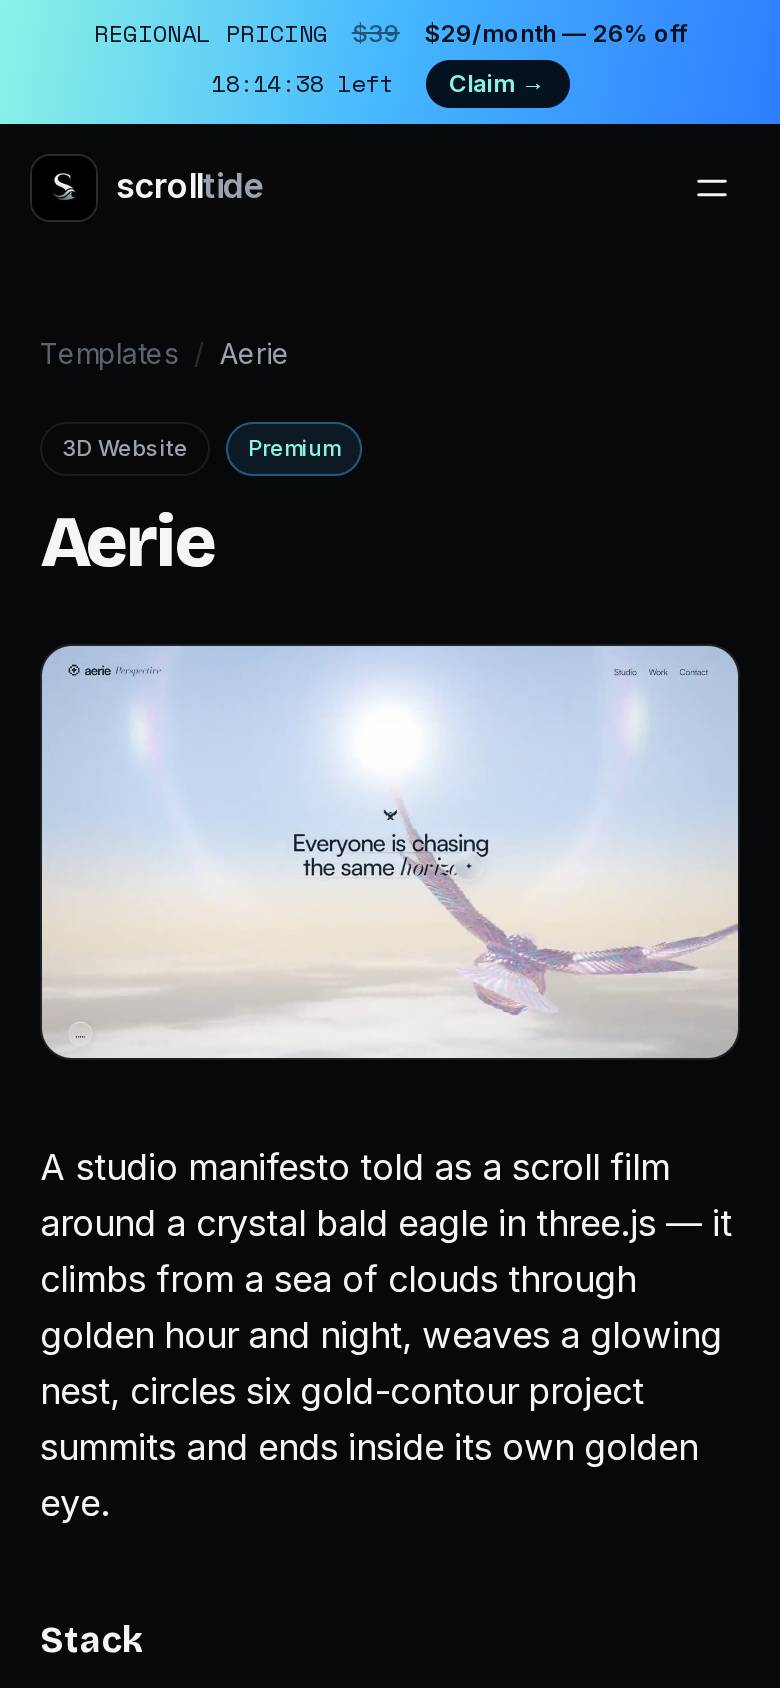 REGIONAL PRICING $39 $29/month — 26% off
18:14:38 left Claim →
scrolltide
Templates / Aerie
3D Website Premium
Aerie
aerie Perspective Studio Work Contact
Everyone is chasing
the same
A studio manifesto told as a scroll film
around a crystal bald eagle in three.js — it
climbs from a sea of clouds through
golden hour and night, weaves a glowing
nest, circles six gold-contour project
summits and ends inside its own golden
eye.
Stack